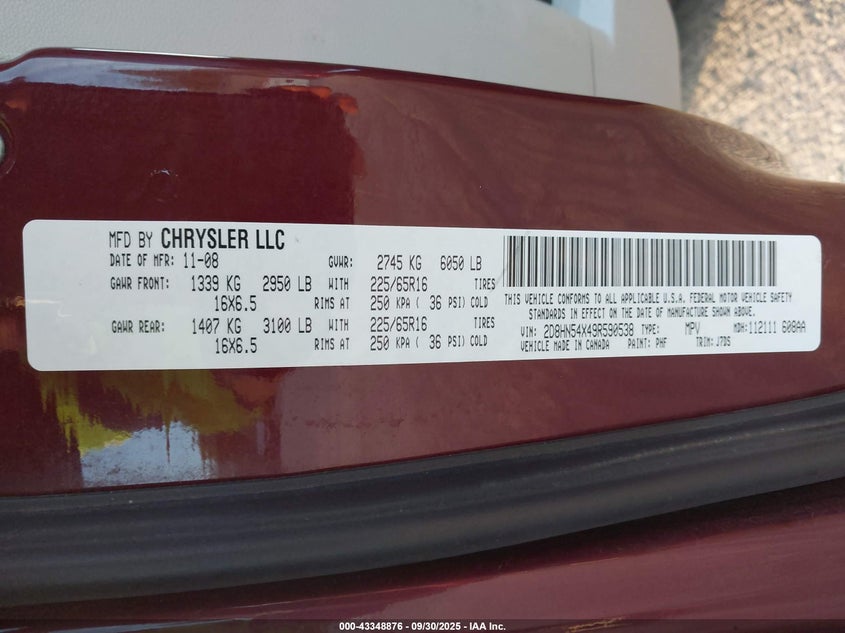 MFD BY CHRYSLER LLC
DATE OF MFR: 11-08 GVWR: 2745 KG 6050 LB
GAWR FRONT: 1339 KG 2950 LB WITH 225/65R16 TIRES
16X6.5 RIMS AT 250 KPA ( 36 PSI) COLD
GAWR REAR: 1407 KG 3100 LB WITH 225/65R16 TIRES
16X6.5 RIMS AT 250 KPA ( 36 PSI) COLD
THIS VEHICLE CONFORMS TO ALL APPLICABLE U.S.A. FEDERAL MOTOR VEHICLE SAFETY
STANDARDS IN EFFECT ON THE DATE OF MANUFACTURE SHOWN ABOVE.
VIN: 2D8HN54X49R590538 TYPE: MPV MDH: 112111 608AA
VEHICLE MADE IN CANADA PAINT: PHF TRIM: J7DS
000-43348876 - 09/30/2025 - IAA Inc.